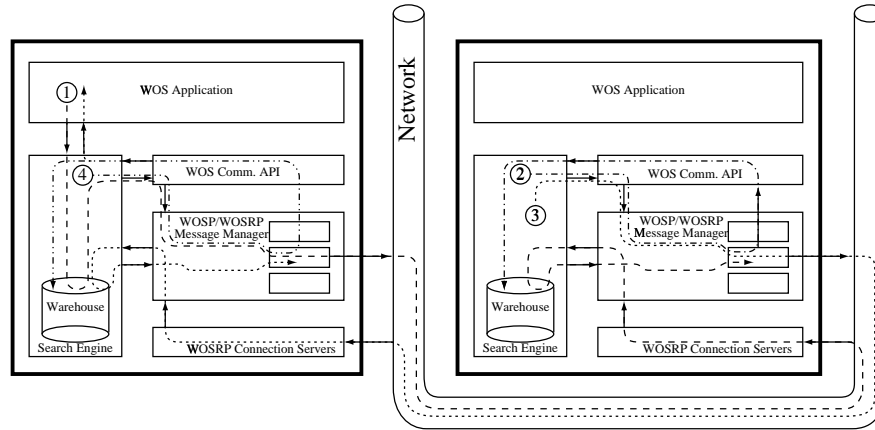 1
WOS Application
4
WOS Comm. API
WOSP/WOSRP
Message Manager
Warehouse
Search Engine
WOSRP Connection Servers
Network
WOS Application
2
3
WOS Comm. API
WOSP/WOSRP
Message Manager
Warehouse
Search Engine
WOSRP Connection Servers